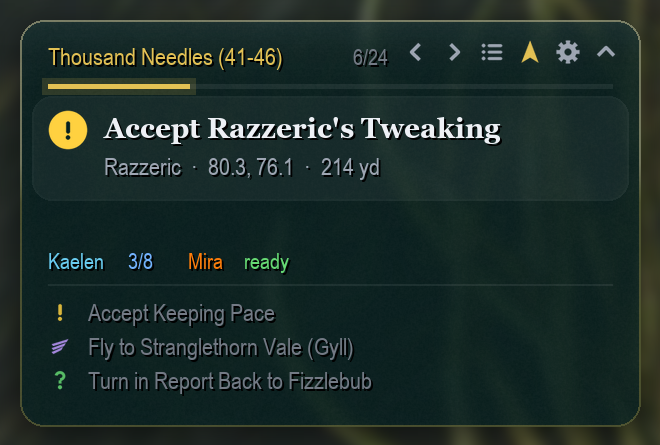 Thousand Needles (41-46) 6/24
! Accept Razzeric's Tweaking
Razzeric · 80.3, 76.1 · 214 yd
Kaelen 3/8 Mira ready
! Accept Keeping Pace
Fly to Stranglethorn Vale (Gyll)
? Turn in Report Back to Fizzlebub